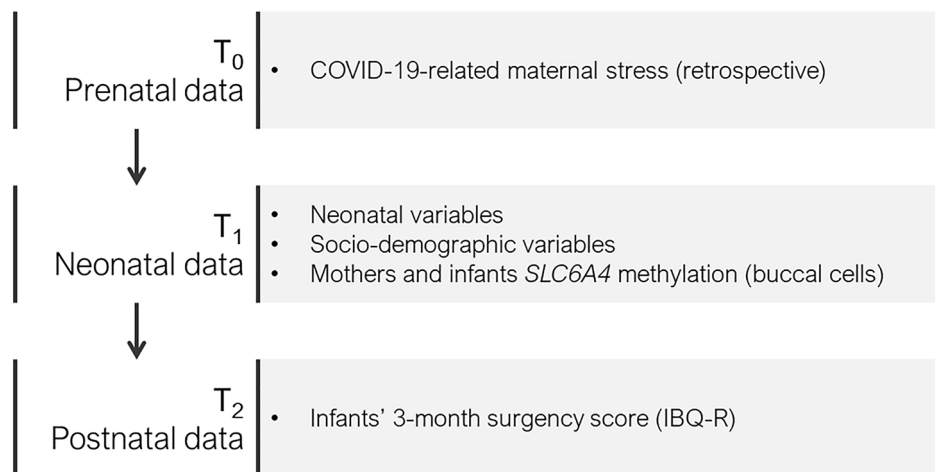 T₀
Prenatal data
• COVID-19-related maternal stress (retrospective)
T₁
Neonatal data
• Neonatal variables
• Socio-demographic variables
• Mothers and infants SLC6A4 methylation (buccal cells)
T₂
Postnatal data
• Infants’ 3-month surgency score (IBQ-R)